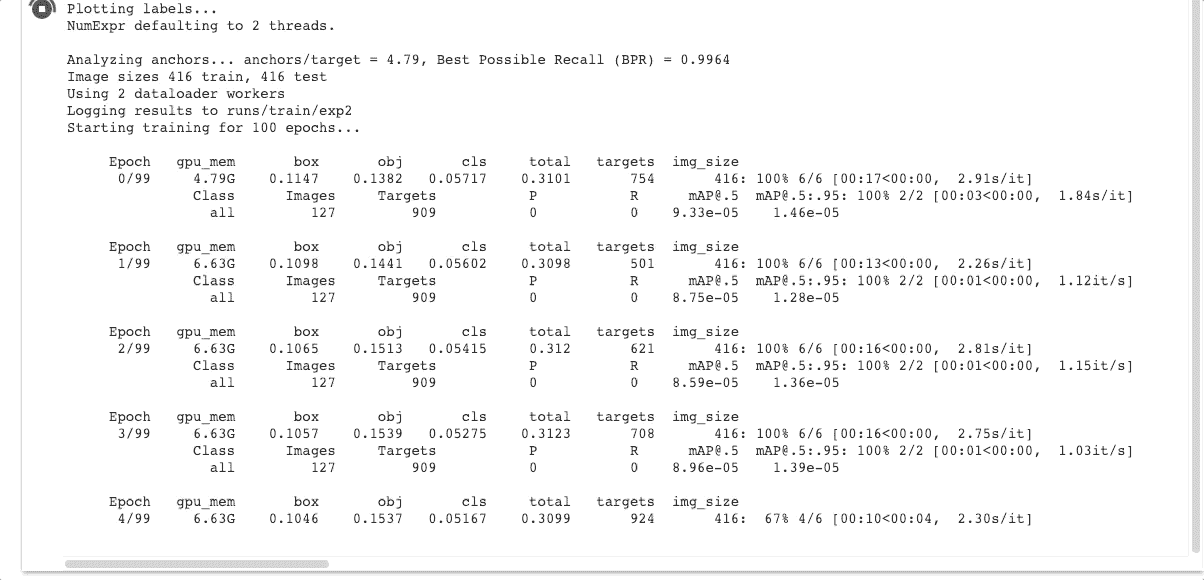 Plotting labels...
NumExpr defaulting to 2 threads.
Analyzing anchors... anchors/target = 4.79, Best Possible Recall (BPR) = 0.9964
Image sizes 416 train, 416 test
Using 2 dataloader workers
Logging results to runs/train/exp2
Starting training for 100 epochs...
Epoch gpu_mem box obj cls total targets img_size
0/99 4.79G 0.1147 0.1382 0.05717 0.3101 754 416: 100% 6/6 [00:17<00:00, 2.91s/it]
Class Images Targets P R mAP@.5 mAP@.5:.95: 100% 2/2 [00:03<00:00, 1.84s/it]
all 127 909 0 0 9.33e-05 1.46e-05
Epoch gpu_mem box obj cls total targets img_size
1/99 6.63G 0.1098 0.1441 0.05602 0.3098 501 416: 100% 6/6 [00:13<00:00, 2.26s/it]
Class Images Targets P R mAP@.5 mAP@.5:.95: 100% 2/2 [00:01<00:00, 1.12it/s]
all 127 909 0 0 8.75e-05 1.28e-05
Epoch gpu_mem box obj cls total targets img_size
2/99 6.63G 0.1065 0.1513 0.05415 0.312 621 416: 100% 6/6 [00:16<00:00, 2.81s/it]
Class Images Targets P R mAP@.5 mAP@.5:.95: 100% 2/2 [00:01<00:00, 1.15it/s]
all 127 909 0 0 8.59e-05 1.36e-05
Epoch gpu_mem box obj cls total targets img_size
3/99 6.63G 0.1057 0.1539 0.05275 0.3123 708 416: 100% 6/6 [00:16<00:00, 2.75s/it]
Class Images Targets P R mAP@.5 mAP@.5:.95: 100% 2/2 [00:01<00:00, 1.03it/s]
all 127 909 0 0 8.96e-05 1.39e-05
Epoch gpu_mem box obj cls total targets img_size
4/99 6.63G 0.1046 0.1537 0.05167 0.3099 924 416: 67% 4/6 [00:10<00:04, 2.30s/it]